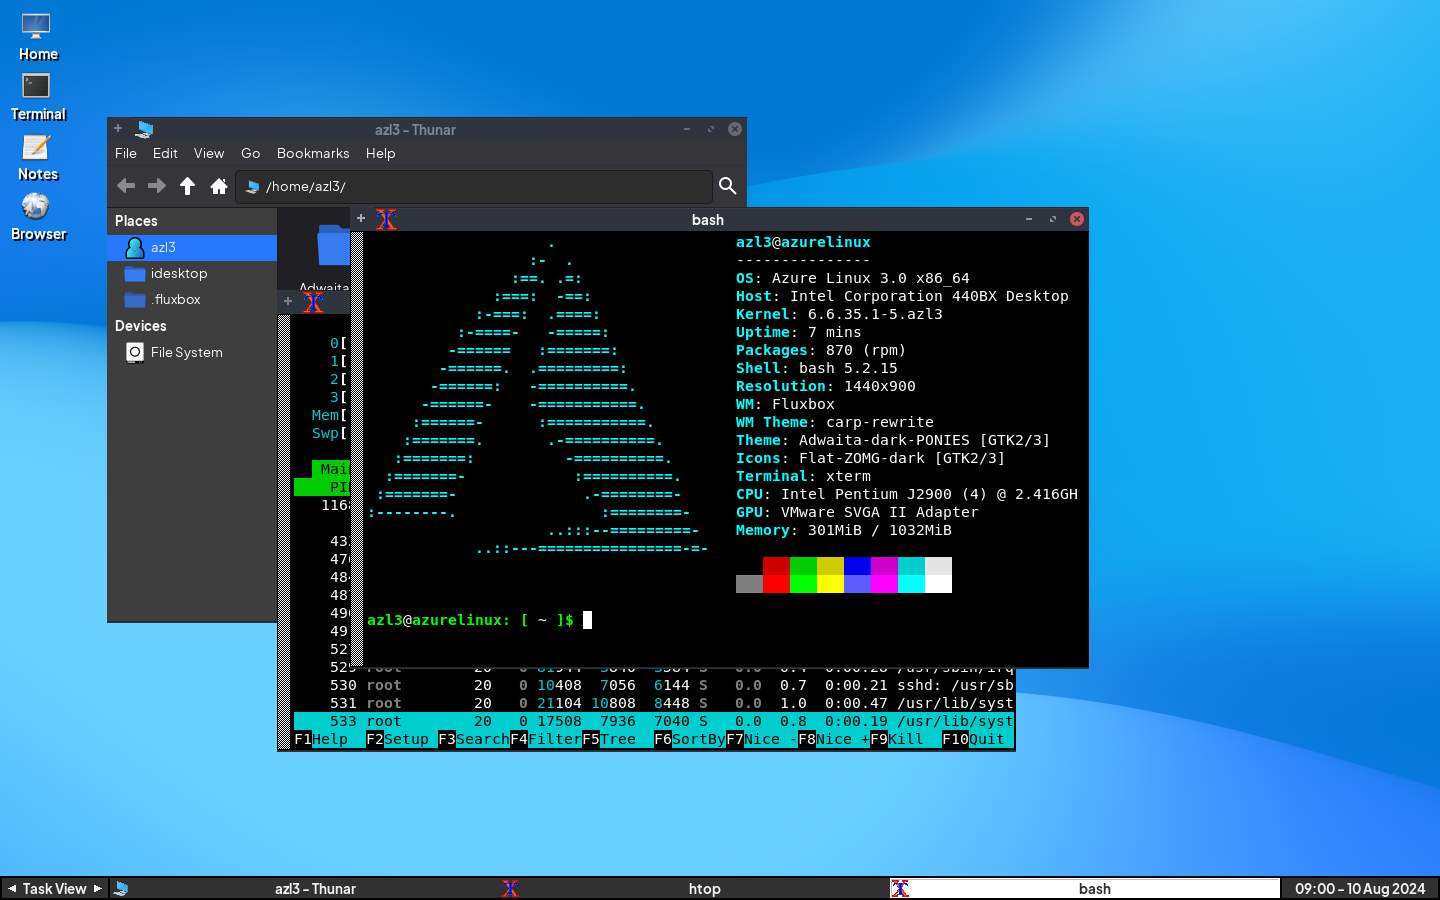 Home
Terminal
Notes
Browser
azl3 - Thunar
File Edit View Go Bookmarks Help
/home/azl3/
Places
azl3
idesktop
.fluxbox
Devices
File System
Adwaita
0[
1[
2[
3[
Mem[
Swp[
Main
PID
116
43
47
48
48
49
49
52
529 root 20 0:00.28
530 root 20 0 10408 7056 6144 S 0.0 0.7 0:00.21 sshd: /usr/sb
531 root 20 0 21104 10808 8448 S 0.0 1.0 0:00.47 /usr/lib/syst
533 root 20 0 17508 7936 7040 S 0.0 0.8 0:00.19 /usr/lib/syst
F1Help F2Setup F3SearchF4FilterF5Tree F6SortByF7Nice -F8Nice +F9Kill F10Quit
bash
azl3@azurelinux
---------------
OS: Azure Linux 3.0 x86_64
Host: Intel Corporation 440BX Desktop
Kernel: 6.6.35.1-5.azl3
Uptime: 7 mins
Packages: 870 (rpm)
Shell: bash 5.2.15
Resolution: 1440x900
WM: Fluxbox
WM Theme: carp-rewrite
Theme: Adwaita-dark-PONIES [GTK2/3]
Icons: Flat-ZOMG-dark [GTK2/3]
Terminal: xterm
CPU: Intel Pentium J2900 (4) @ 2.416GH
GPU: VMware SVGA II Adapter
Memory: 301MiB / 1032MiB
azl3@azurelinux: [ ~ ]$
Task View
azl3 - Thunar
htop
bash
09:00 - 10 Aug 2024